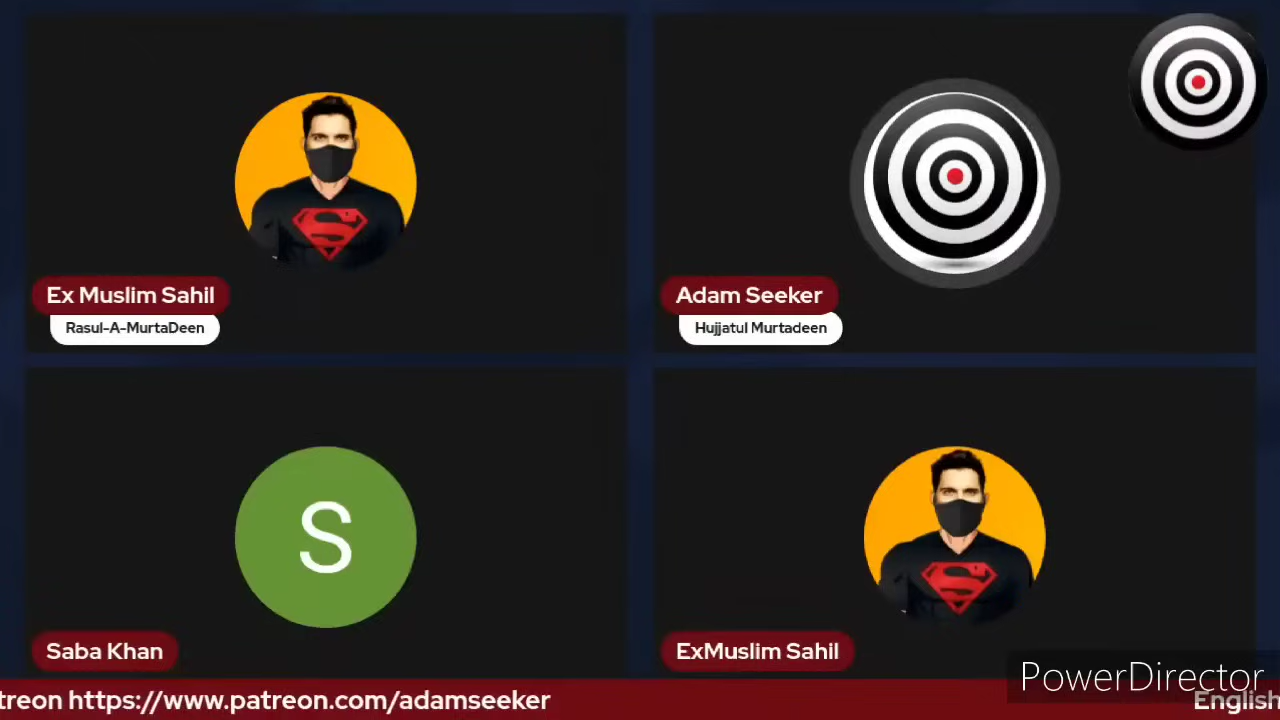 Ex Muslim Sahil
Rasul-A-MurtaDeen
Adam Seeker
Hujjatul Murtadeen
S
Saba Khan
ExMuslim Sahil
PowerDirector
treon https://www.patreon.com/adamseeker
English